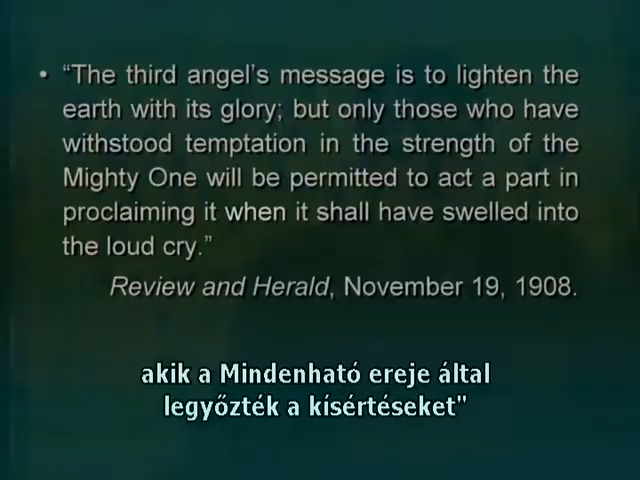 • “The third angel’s message is to lighten the
earth with its glory; but only those who have
withstood temptation in the strength of the
Mighty One will be permitted to act a part in
proclaiming it when it shall have swelled into
the loud cry.”
Review and Herald, November 19, 1908.
akik a Mindenható ereje által
legyőzték a kísértéseket"